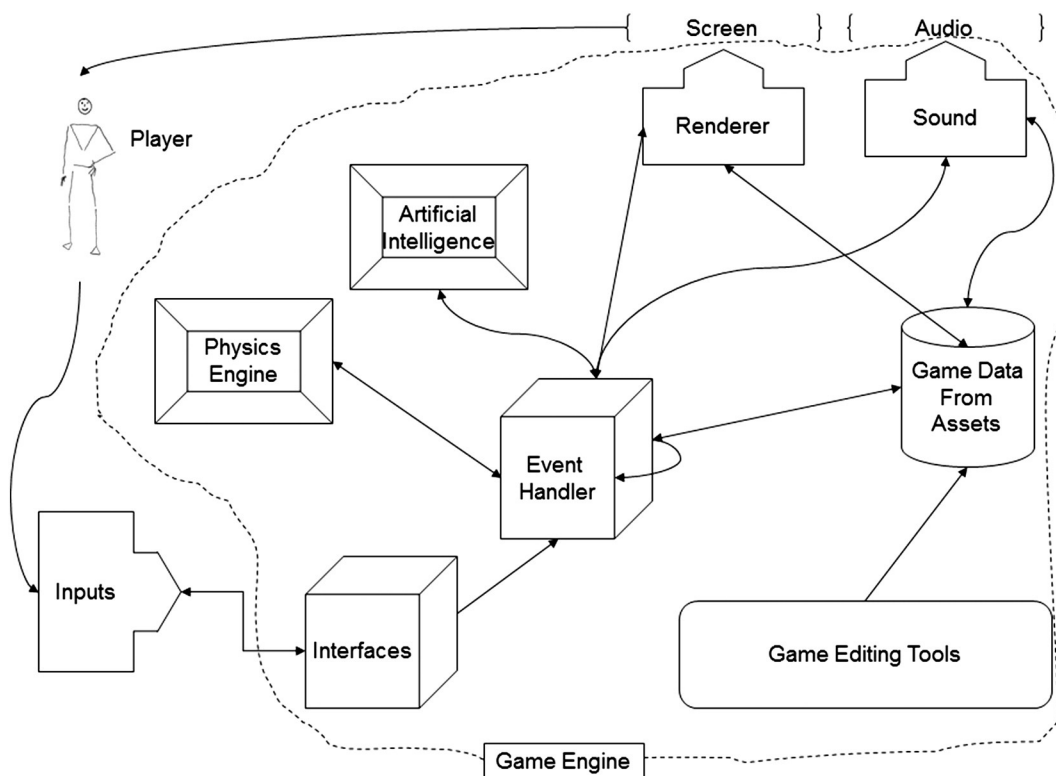 Screen
Audio
Player
Renderer
Sound
Artificial
Intelligence
Physics
Engine
Game Data
From
Assets
Event
Handler
Inputs
Interfaces
Game Editing Tools
Game Engine